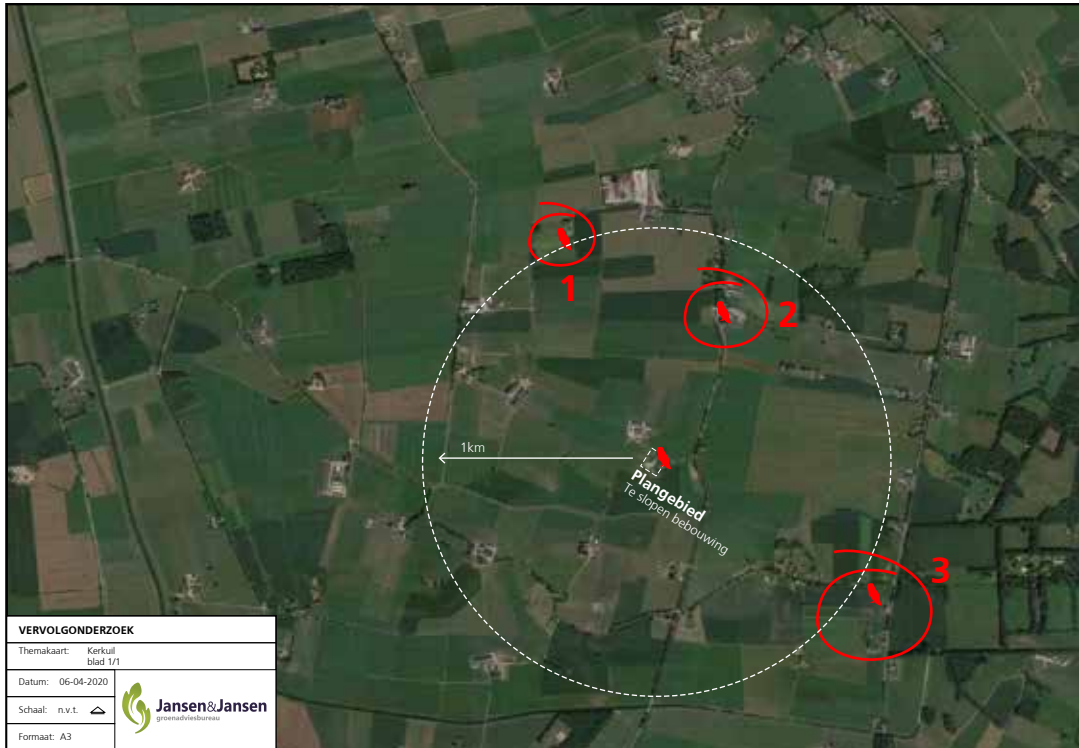 1
2
1km
Plangebied
Te slopen bebouwing
3
VERVOLGONDERZOEK
Themakaart: Kerkuil
blad 1/1
Datum: 06-04-2020
Schaal: n.v.t.
Formaat: A3
Jansen&Jansen
groenadviesbureau